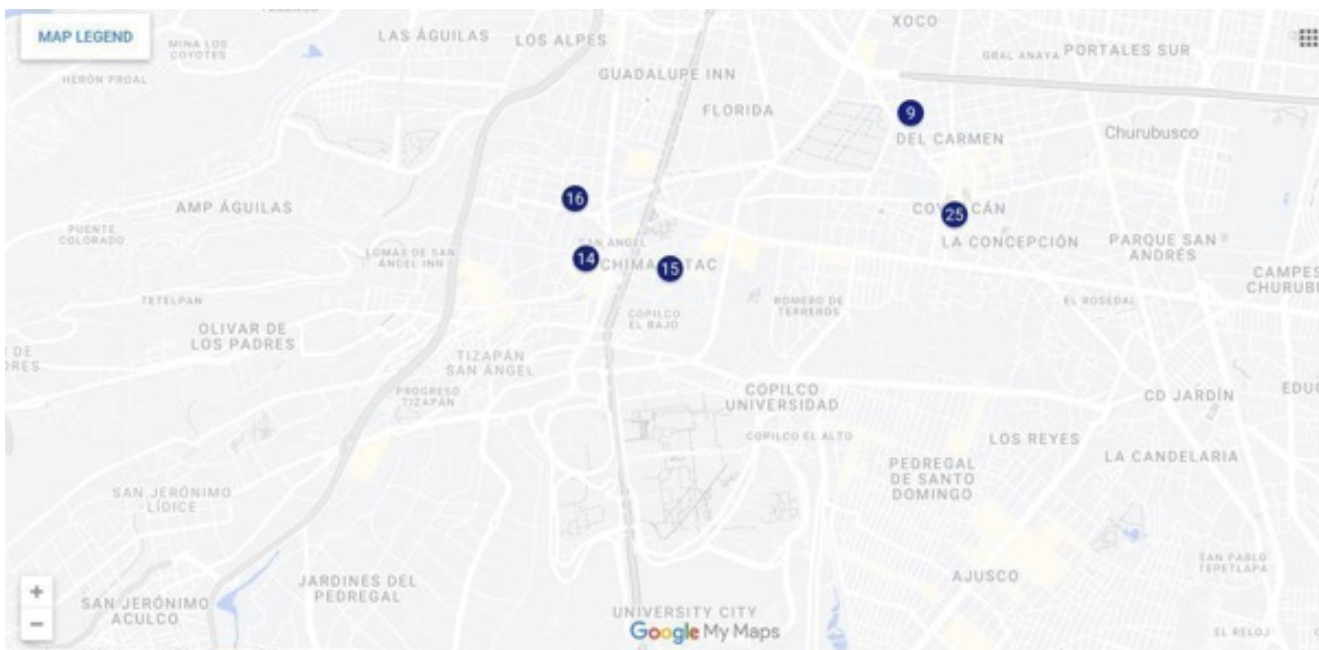 MAP LEGEND
MINA LOS
COYOTES
LAS ÁGUILAS
LOS ALPES
XOCO
GRAL ANAYA
PORTALES SUR
HERÓN PROAL
GUADALUPE INN
FLORIDA
9
DEL CARMEN
Churubusco
16
AMP ÁGUILAS
COYOACÁN
25
PUENTE
COLORADO
LOMAS DE SAN
ÁNGEL INN
SAN ÁNGEL
14
15
LA CONCEPCIÓN
PARQUE SAN
ANDRÉS
CAMPES
CHURUBU
TETELPAN
ROMERO DE
TERREROS
EL ROSEDAL
OLIVAR DE
LOS PADRES
COPILCO
EL BAJO
TIZAPÁN
SAN ÁNGEL
PROGRESO
TIZAPÁN
COPILCO
UNIVERSIDAD
CD JARDÍN
EDUC
COPILCO EL ALTO
LOS REYES
LA CANDELARIA
PEDREGAL
DE SANTO
DOMINGO
SAN JERÓNIMO
LÍDICE
SAN PABLO
TEPETLAPA
JARDINES DEL
PEDREGAL
AJUSCO
+
SAN JERÓNIMO
ACULCO
−
UNIVERSITY CITY
Google My Maps
EL RELOJ